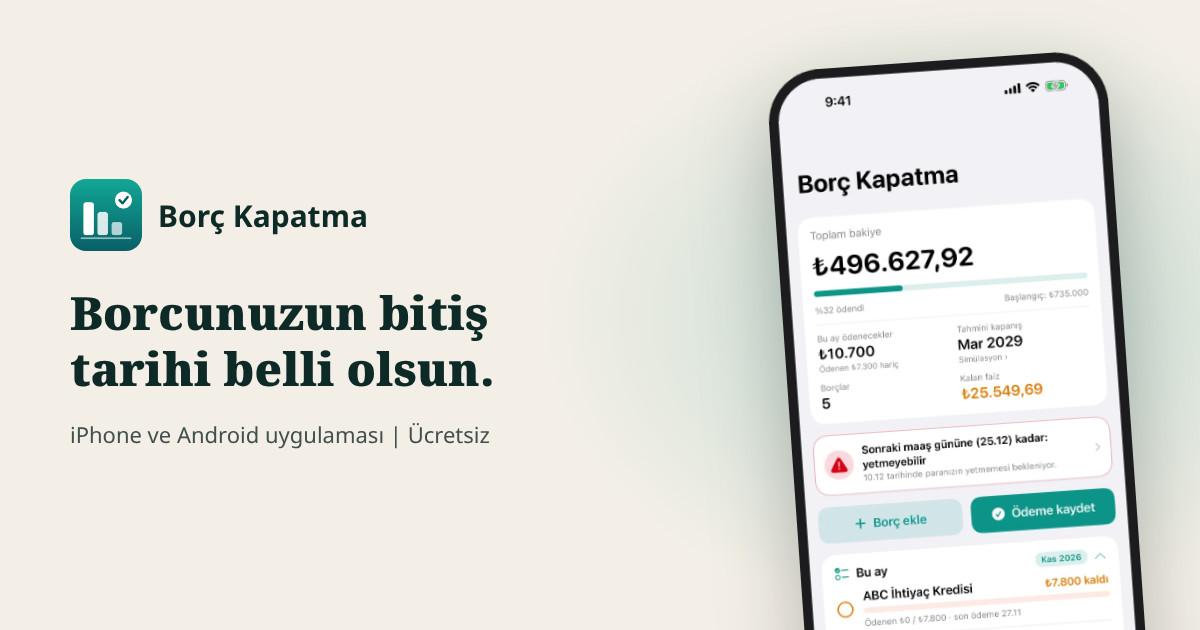 Borç Kapatma
Borcunuzun bitiş
tarihi belli olsun.
iPhone ve Android uygulaması | Ücretsiz
9:41
Borç Kapatma
Toplam bakiye
₺496.627,92
%32 ödendi
Başlangıç: ₺735.000
Bu ay ödenecekler
₺10.700
Ödenen ₺7.300 hariç
Tahmini kapanış
Mar 2029
Simülasyon ›
Borçlar
5
Kalan faiz
₺25.549,69
Sonraki maaş gününe (25.12) kadar:
yetmeyebilir
10.12 tarihinde paranızın yetmemesi bekleniyor.
+ Borç ekle
Ödeme kaydet
Bu ay
Kas 2026
ABC İhtiyaç Kredisi
₺7.800 kaldı
Ödenen ₺0 / ₺7.800 · son ödeme 27.11